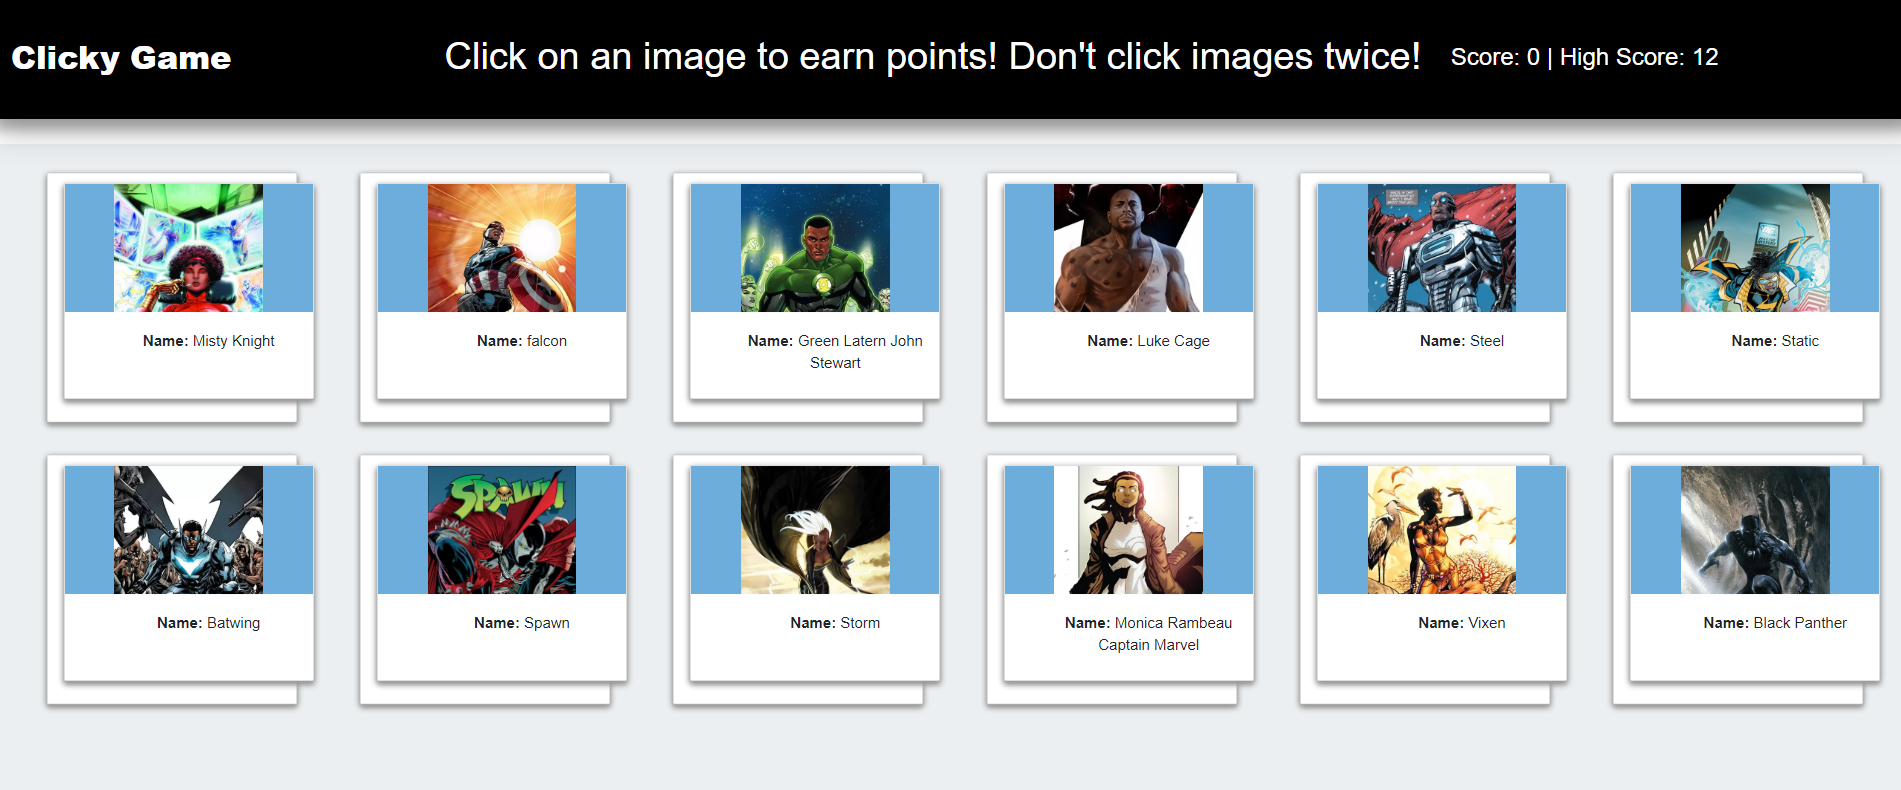 Clicky Game
Click on an image to earn points! Don't click images twice!
Score: 0 | High Score: 12
Name: Misty Knight
Name: falcon
Name: Green Latern John
Stewart
Name: Luke Cage
Name: Steel
Name: Static
SPAWN
Name: Batwing
Name: Spawn
Name: Storm
Name: Monica Rambeau
Captain Marvel
Name: Vixen
Name: Black Panther